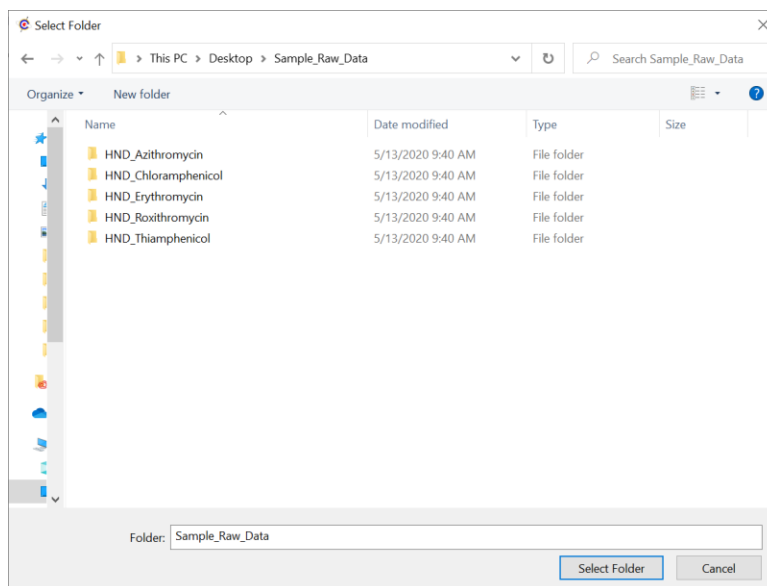 Select Folder
This PC > Desktop > Sample_Raw_Data
Search Sample_Raw_Data
Organize
New folder
Name Date modified Type Size
HND_Azithromycin 5/13/2020 9:40 AM File folder
HND_Chloramphenicol 5/13/2020 9:40 AM File folder
HND_Erythromycin 5/13/2020 9:40 AM File folder
HND_Roxithromycin 5/13/2020 9:40 AM File folder
HND_Thiamphenicol 5/13/2020 9:40 AM File folder
Folder: Sample_Raw_Data
Select Folder Cancel